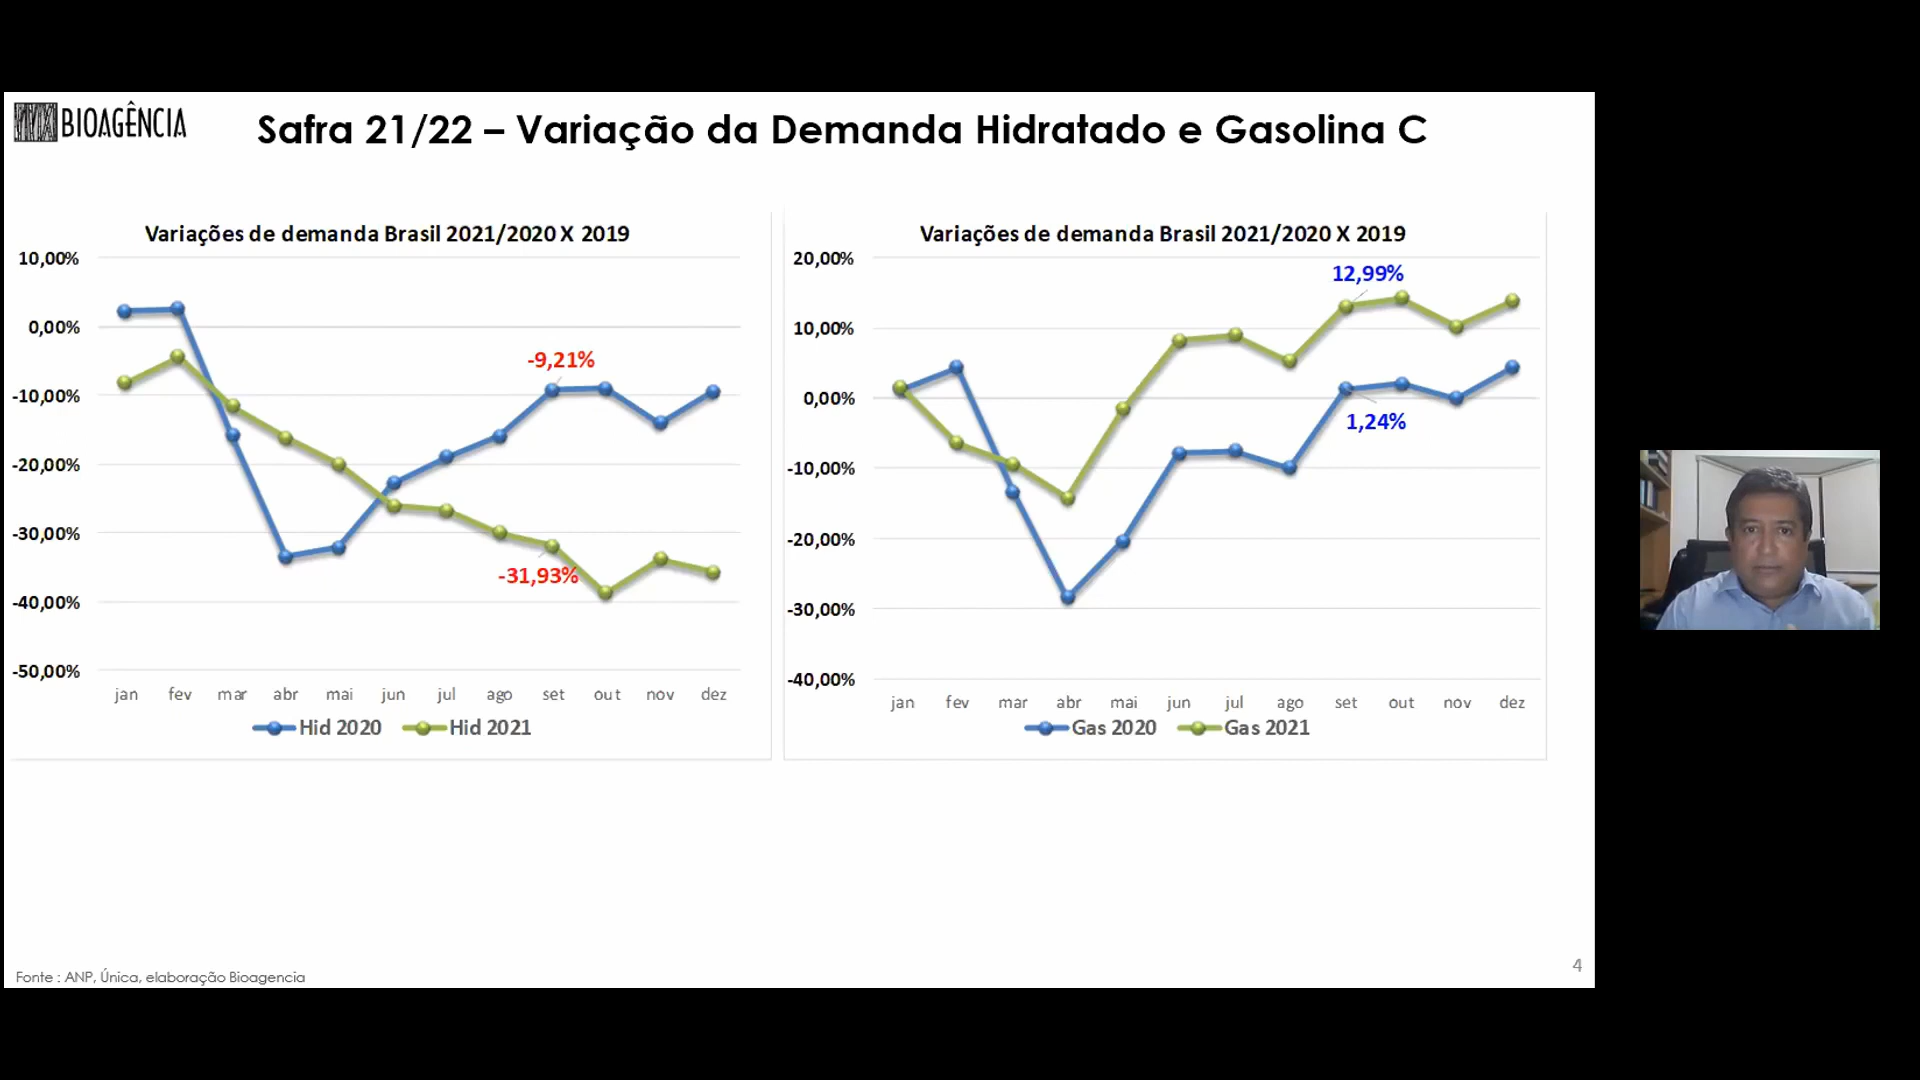 BIOAGÊNCIA
Safra 21/22 – Variação da Demanda Hidratado e Gasolina C
Variações de demanda Brasil 2021/2020 X 2019
10,00%
0,00%
-10,00%
-20,00%
-30,00%
-40,00%
-50,00%
-9,21%
-31,93%
jan fev mar abr mai jun jul ago set out nov dez
Hid 2020 Hid 2021
Variações de demanda Brasil 2021/2020 X 2019
20,00%
10,00%
0,00%
-10,00%
-20,00%
-30,00%
-40,00%
12,99%
1,24%
jan fev mar abr mai jun jul ago set out nov dez
Gas 2020 Gas 2021
Fonte : ANP, Única, elaboração Bioagencia
4